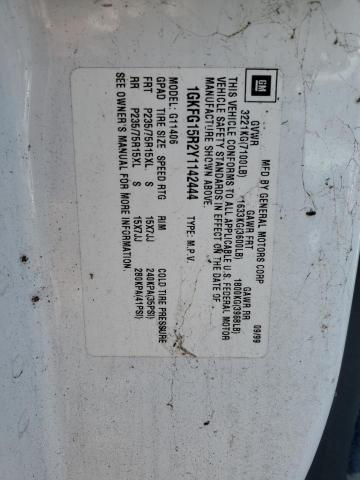 GM
MFD BY GENERAL MOTORS CORP 09/99
GVWR GAWR FRT GAWR RR
3221KG(7100LB) 1633KG(3600LB) 1800KG(3968LB)
THIS VEHICLE CONFORMS TO ALL APPLICABLE U.S. FEDERAL MOTOR
VEHICLE SAFETY STANDARDS IN EFFECT ON THE DATE OF
MANUFACTURE SHOWN ABOVE
1GKFG15R2Y1142444 TYPE: M.P.V.
MODEL: G11406
GPAD TIRE SIZE SPEED RTG RIM COLD TIRE PRESSURE
FRT P235/75R15XL S 15X7JJ 240KPA(35PSI)
RR P235/75R15XL S 15X7JJ 280KPA(41PSI)
SEE OWNER'S MANUAL FOR MORE INFORMATION